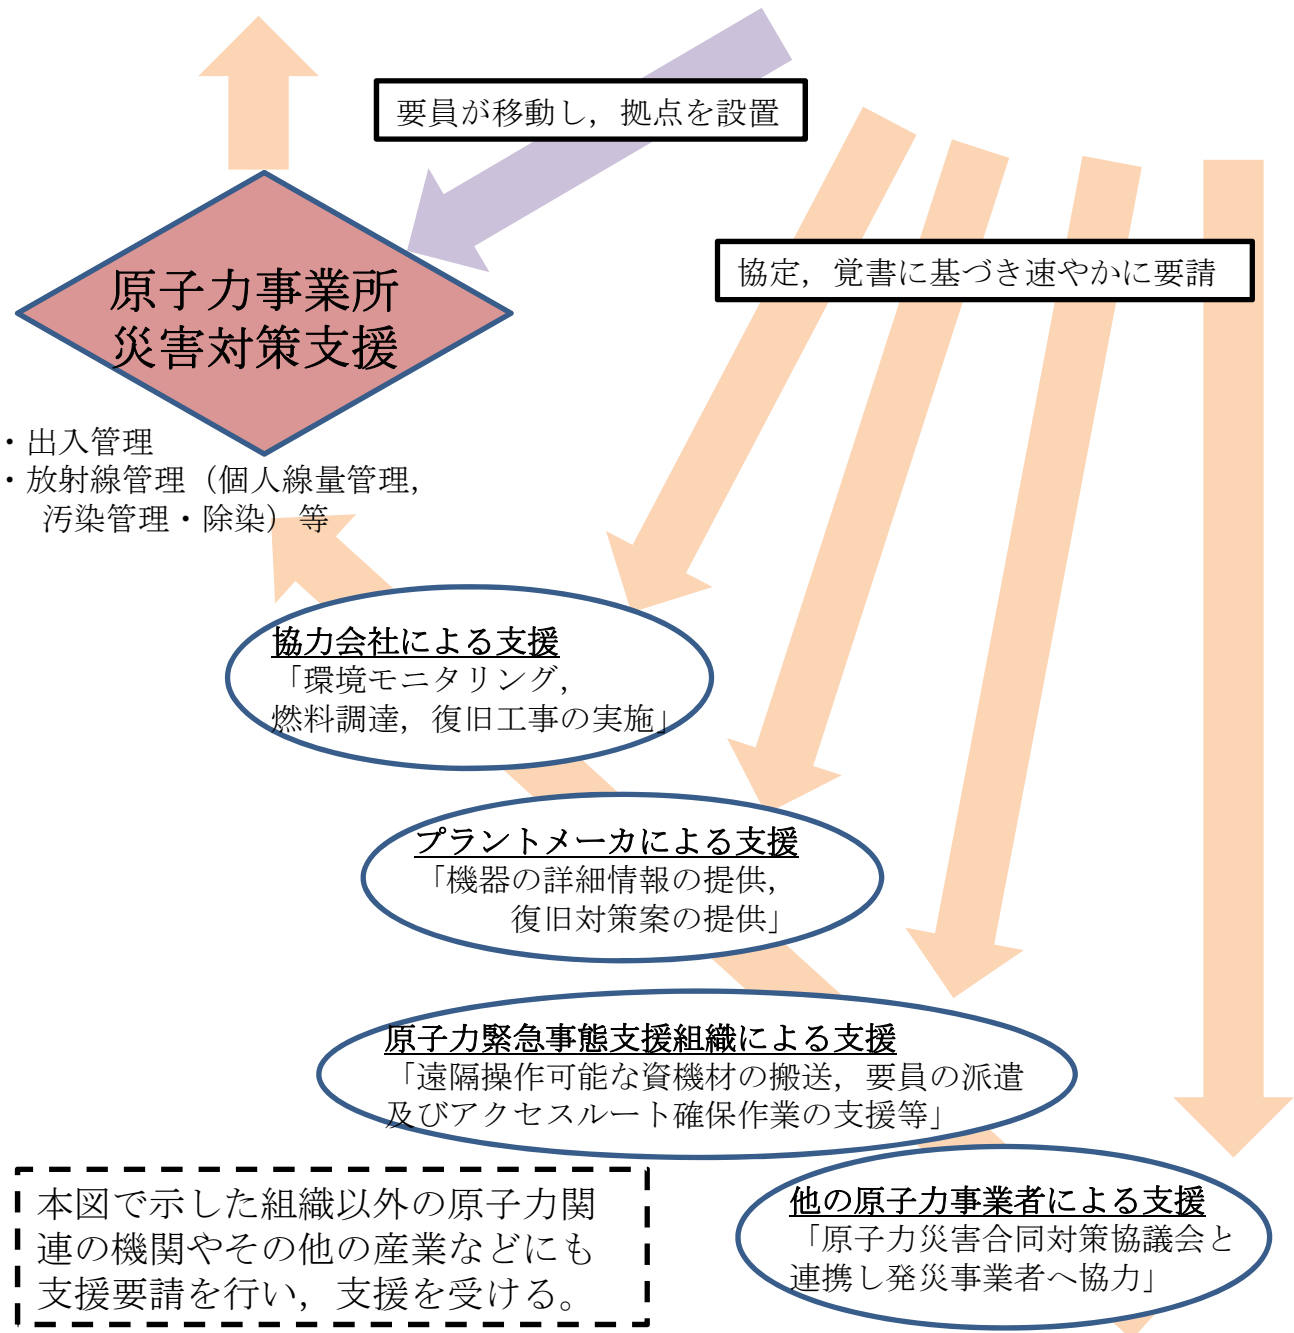 要員が移動し，拠点を設置
協定，覚書に基づき速やかに要請
原子力事業所
災害対策支援
・出入管理
・放射線管理（個人線量管理，
汚染管理・除染）等
協力会社による支援
「環境モニタリング，
燃料調達，復旧工事の実施」
プラントメーカによる支援
「機器の詳細情報の提供，
復旧対策案の提供」
原子力緊急事態支援組織による支援
「遠隔操作可能な資機材の搬送，要員の派遣
及びアクセスルート確保作業の支援等」
他の原子力事業者による支援
「原子力災害合同対策協議会と
連携し発災事業者へ協力」
本図で示した組織以外の原子力関
連の機関やその他の産業などにも
支援要請を行い，支援を受ける。